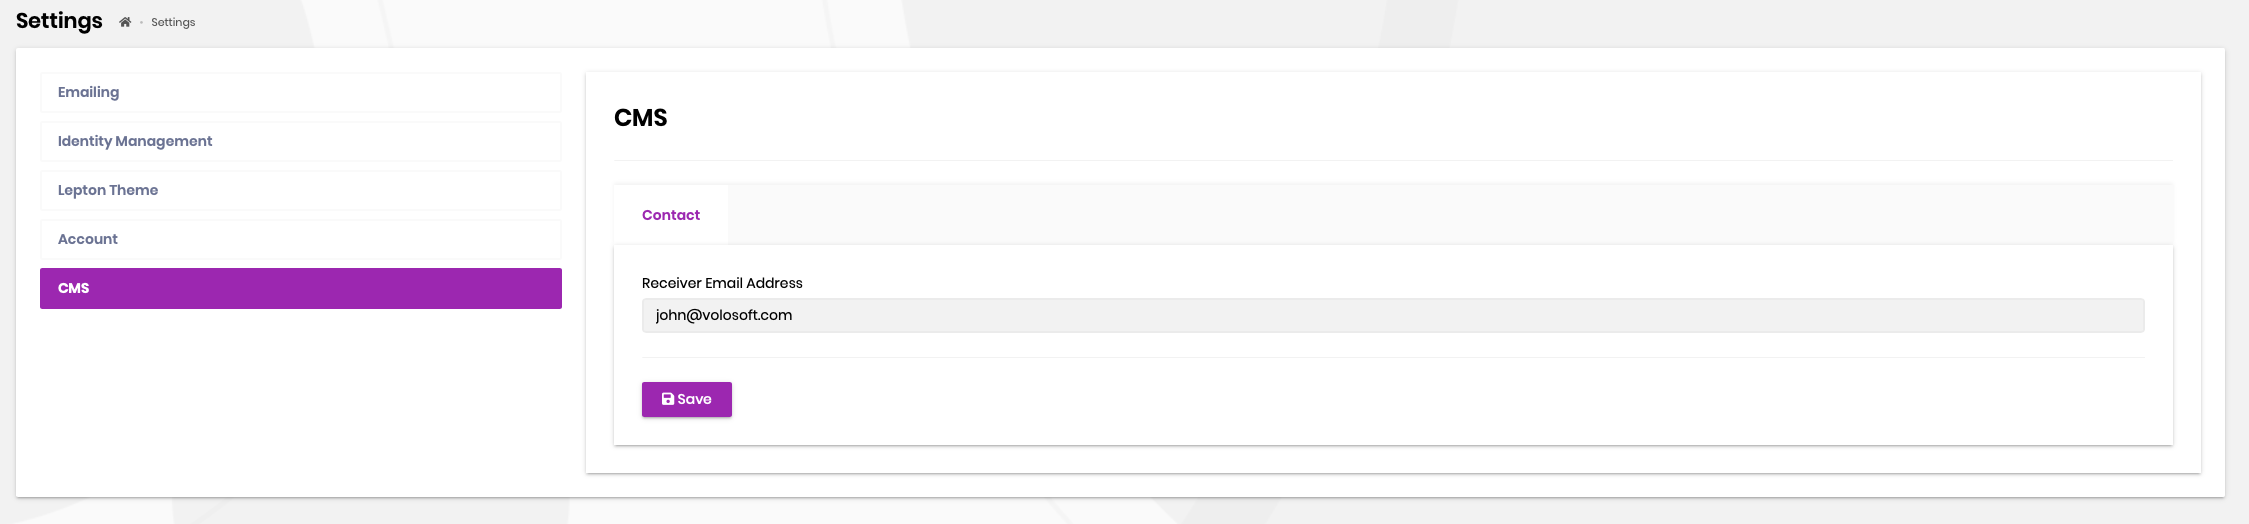 Settings
Settings
Emailing
Identity Management
Lepton Theme
Account
CMS
CMS
Contact
Receiver Email Address
john@volosoft.com
Save